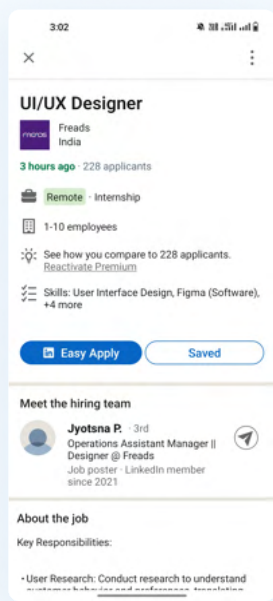 3:02
UI/UX Designer
Freads
India
3 hours ago · 228 applicants
Remote · Internship
1-10 employees
See how you compare to 228 applicants.
Reactivate Premium
Skills: User Interface Design, Figma (Software),
+4 more
in Easy Apply
Saved
Meet the hiring team
Jyotsna P. · 3rd
Operations Assistant Manager ||
Designer @ Freads
Job poster · LinkedIn member
since 2021
About the job
Key Responsibilities:
• User Research: Conduct research to understand